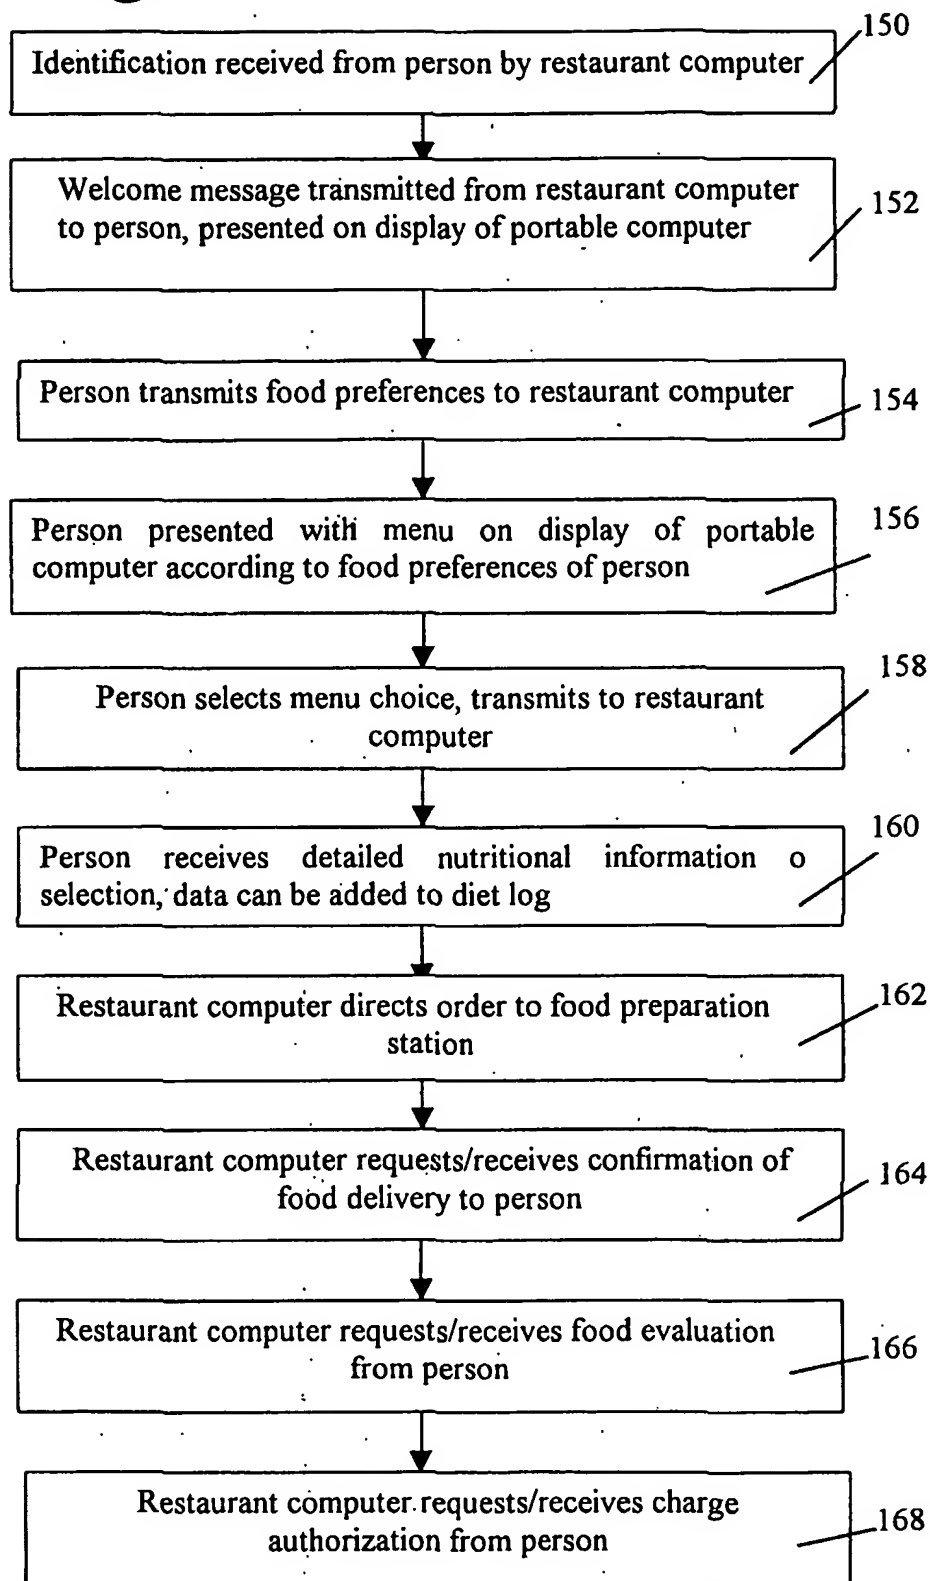 150
Identification received from person by restaurant computer
Welcome message transmitted from restaurant computer
to person, presented on display of portable computer
152
Person transmits food preferences to restaurant computer
154
Person presented with menu on display of portable
computer according to food preferences of person
156
158
Person selects menu choice, transmits to restaurant
computer
160
Person receives detailed nutritional information o
selection, data can be added to diet log
Restaurant computer directs order to food preparation
station
162
Restaurant computer requests/receives confirmation of
food delivery to person
164
Restaurant computer requests/receives food evaluation
from person
166
Restaurant computer requests/receives charge
authorization from person
168